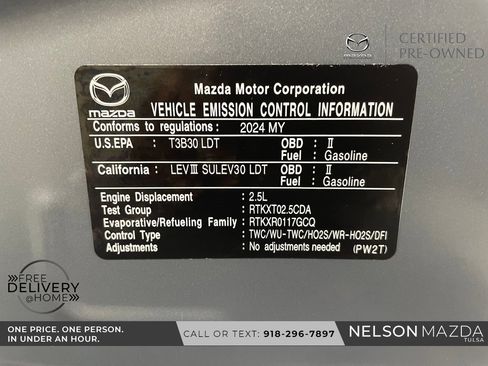 CERTIFIED
PRE-OWNED
mazda
Mazda Motor Corporation
VEHICLE EMISSION CONTROL INFORMATION
Conforms to regulations: 2024 MY
U.S.EPA : T3B30 LDT OBD : II
Fuel : Gasoline
California : LEVⅢ SULEV30 LDT OBD : II
Fuel : Gasoline
Engine Displacement : 2.5L
Test Group : RTKXT02.5CDA
Evaporative/Refueling Family : RTKXR0117GCQ
Control Type : TWC/WU-TWC/HO2S/WR-HO2S/DFI
Adjustments : No adjustments needed (PW2T)
FREE
DELIVERY
@HOME
ONE PRICE. ONE PERSON.
IN UNDER AN HOUR.
CALL OR TEXT: 918-296-7897
NELSON MAZDA
TULSA